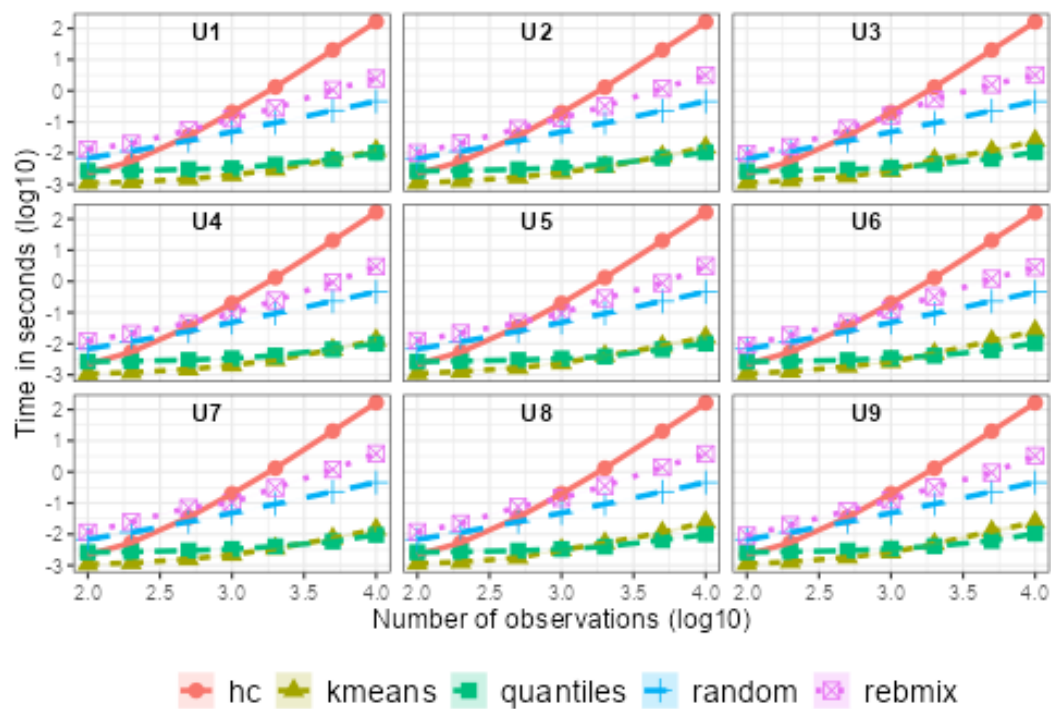 U1 U2 U3
2
1
0
-1
-2
-3
U4 U5 U6
2
1
0
-1
-2
-3
U7 U8 U9
2
1
0
-1
-2
-3
Time in seconds (log10)
2.0 2.5 3.0 3.5 4.0 2.0 2.5 3.0 3.5 4.0 2.0 2.5 3.0 3.5 4.0
Number of observations (log10)
hc kmeans quantiles random rebmix